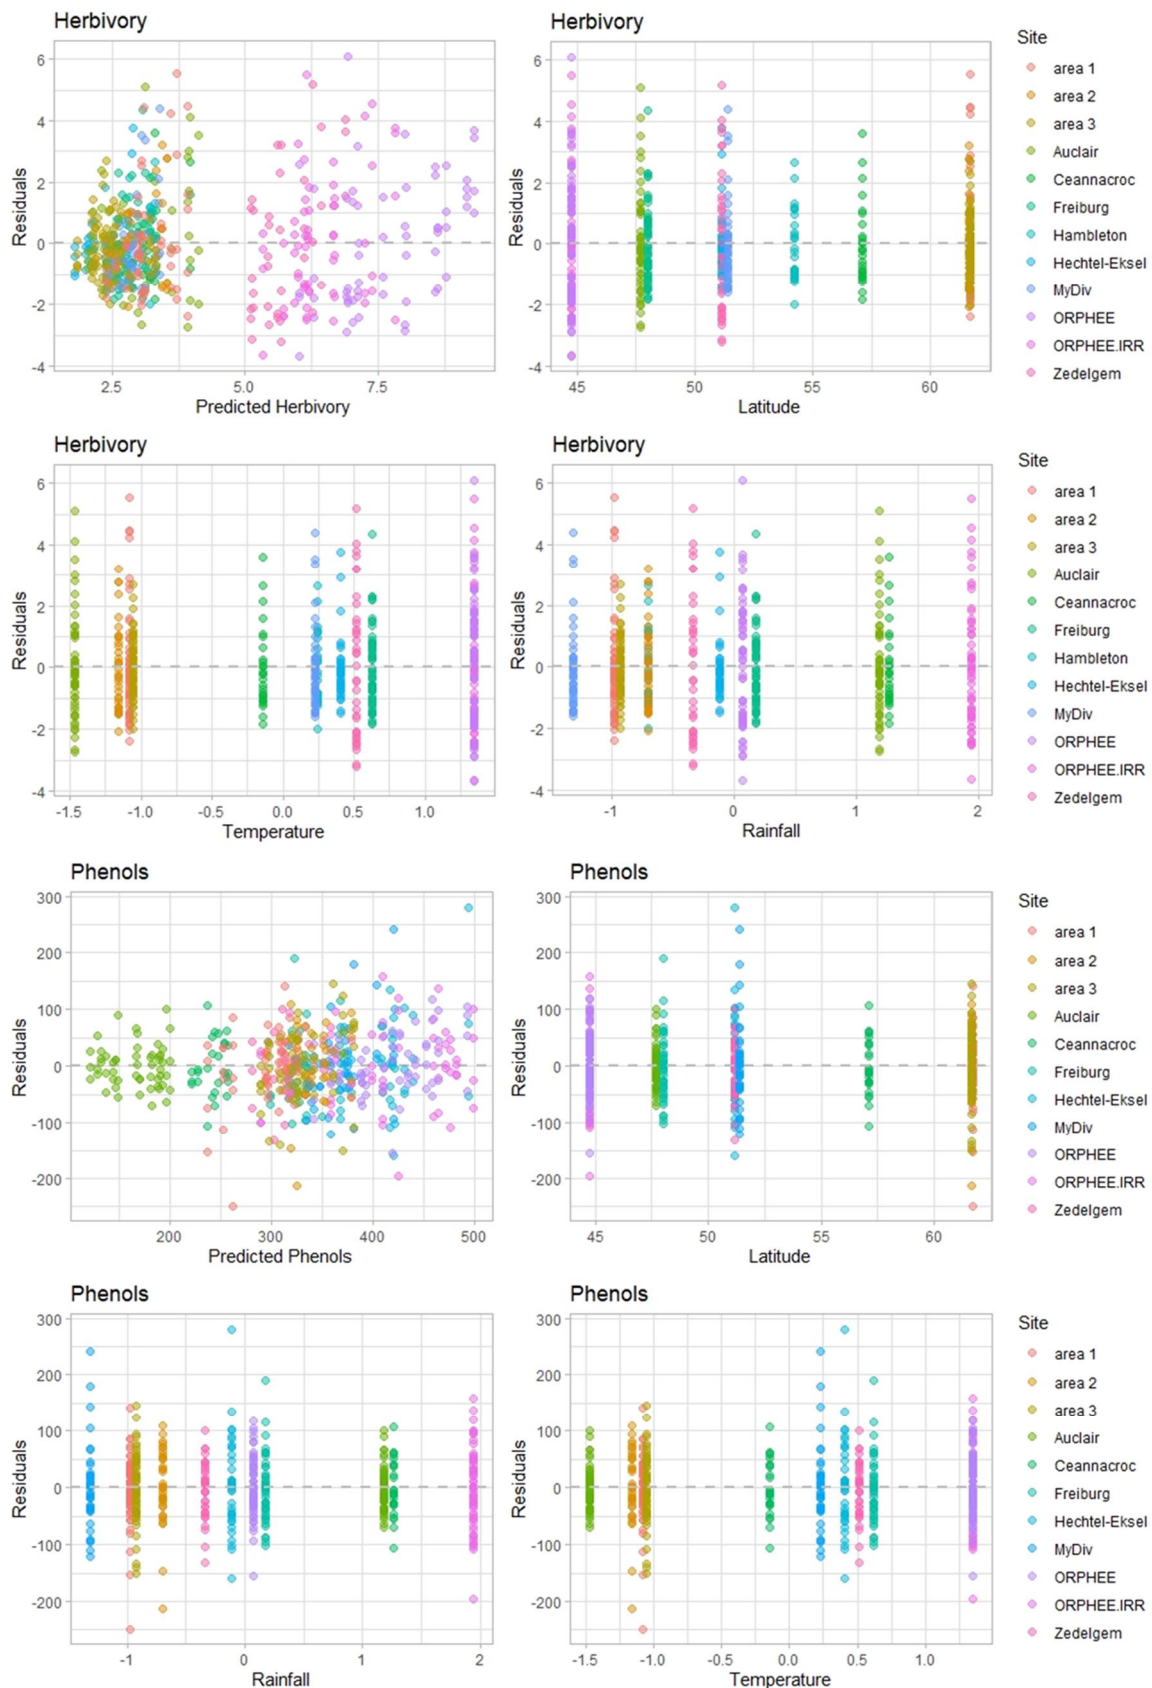 Herbivory
Herbivory
Residuals
6
4
2
0
-2
-4
2.5 5.0 7.5
Predicted Herbivory
Residuals
6
4
2
0
-2
-4
45 50 55 60
Latitude
Site
area 1
area 2
area 3
Auclair
Ceannacroc
Freiburg
Hambleton
Hechtel-Eksel
MyDiv
ORPHEE
ORPHEE.IRR
Zedelgem
Herbivory
Herbivory
Residuals
6
4
2
0
-2
-4
-1.5 -1.0 -0.5 0.0 0.5 1.0
Temperature
Residuals
6
4
2
0
-2
-4
-1 0 1 2
Rainfall
Site
area 1
area 2
area 3
Auclair
Ceannacroc
Freiburg
Hambleton
Hechtel-Eksel
MyDiv
ORPHEE
ORPHEE.IRR
Zedelgem
Phenols
Phenols
Residuals
300
200
100
0
-100
-200
200 300 400 500
Predicted Phenols
Residuals
300
200
100
0
-100
-200
45 50 55 60
Latitude
Site
area 1
area 2
area 3
Auclair
Ceannacroc
Freiburg
Hechtel-Eksel
MyDiv
ORPHEE
ORPHEE.IRR
Zedelgem
Phenols
Phenols
Residuals
300
200
100
0
-100
-200
-1 0 1 2
Rainfall
Residuals
300
200
100
0
-100
-200
-1.5 -1.0 -0.5 0.0 0.5 1.0
Temperature
Site
area 1
area 2
area 3
Auclair
Ceannacroc
Freiburg
Hechtel-Eksel
MyDiv
ORPHEE
ORPHEE.IRR
Zedelgem